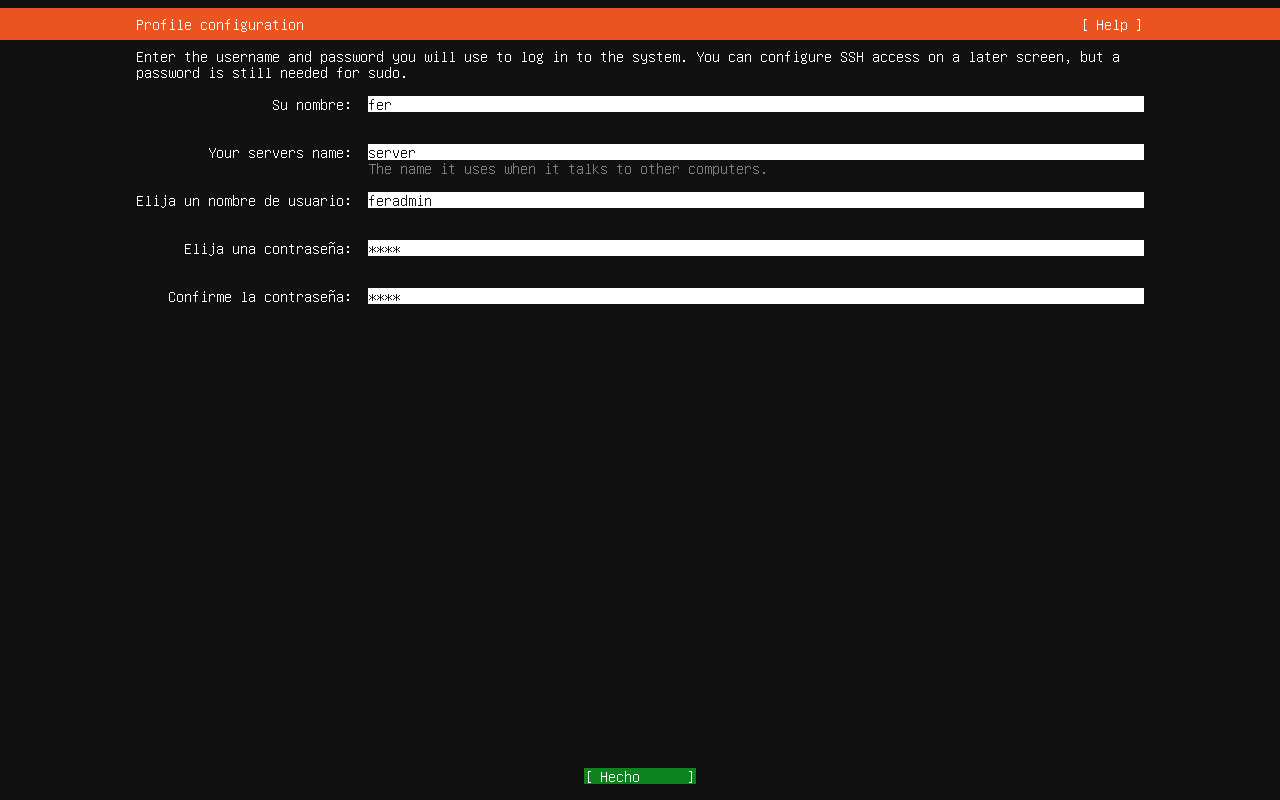 Profile configuration [ Help ]
Enter the username and password you will use to log in to the system. You can configure SSH access on a later screen, but a
password is still needed for sudo.
Su nombre: fer
Your servers name: server
The name it uses when it talks to other computers.
Elija un nombre de usuario: feradmin
Elija una contraseña: ****
Confirme la contraseña: ****
[ Hecho ]